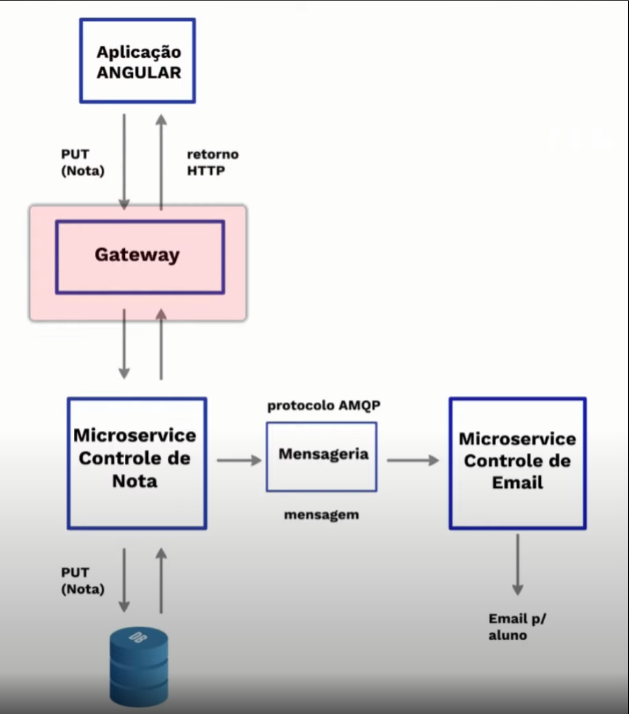 Aplicação
ANGULAR
PUT
(Nota)
retorno
HTTP
Gateway
protocolo AMQP
Microservice
Controle de
Nota
Mensageria
Microservice
Controle de
Email
mensagem
PUT
(Nota)
Email p/
aluno
DB